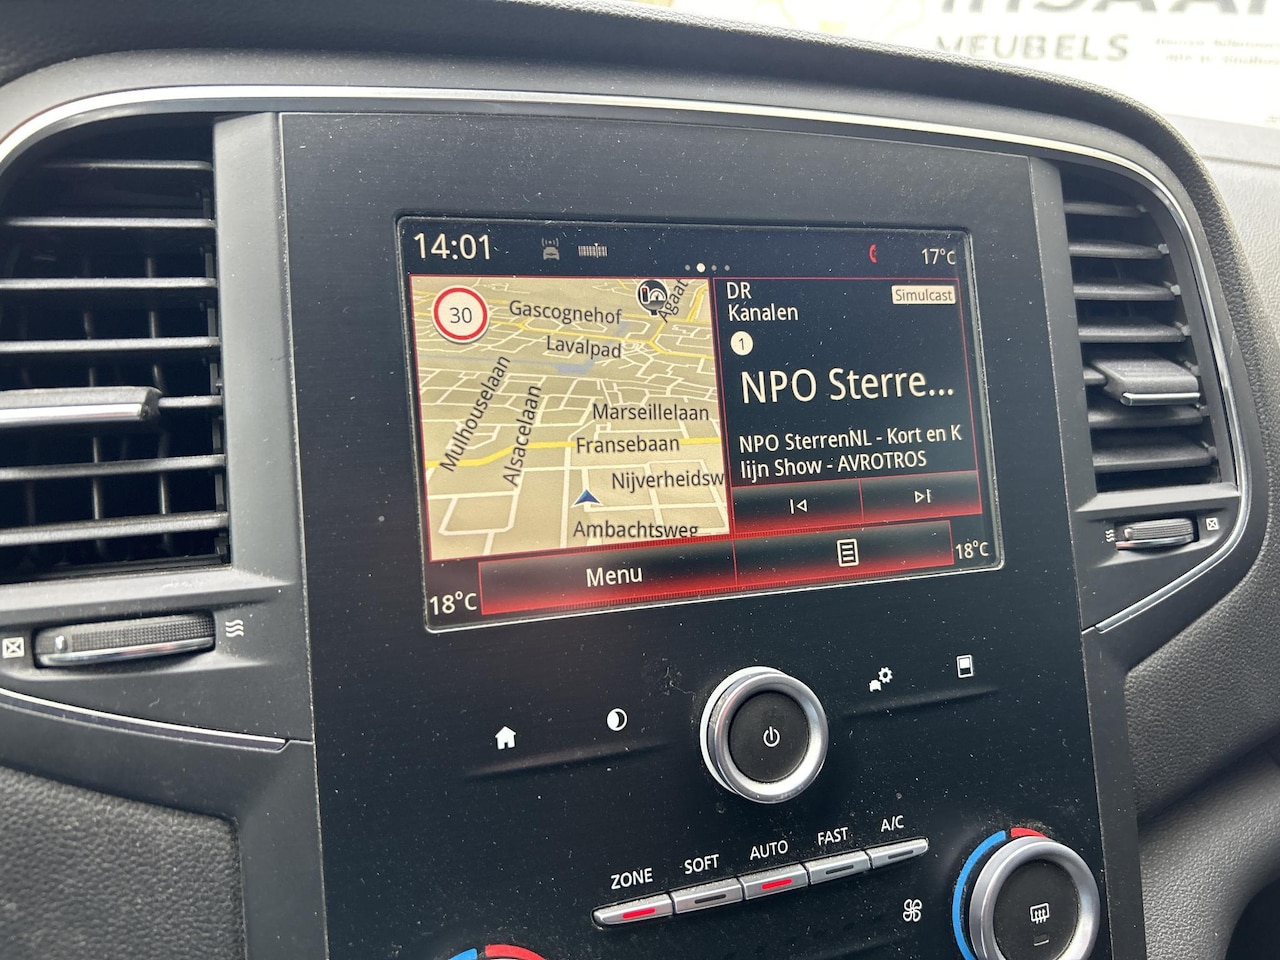 MEUBELS
14:01
17°C
30
Gascognehof
Agaat
Lavalpad
Mulhouselaan
Alsacelaan
Marseillelaan
Fransebaan
Nijverheidsw
Ambachtsweg
DR
Kanalen
Simulcast
1
NPO Sterre...
NPO SterrenNL - Kort en K
lijn Show - AVROTROS
18°C
Menu
18°C
ZONE
SOFT
AUTO
FAST
A/C